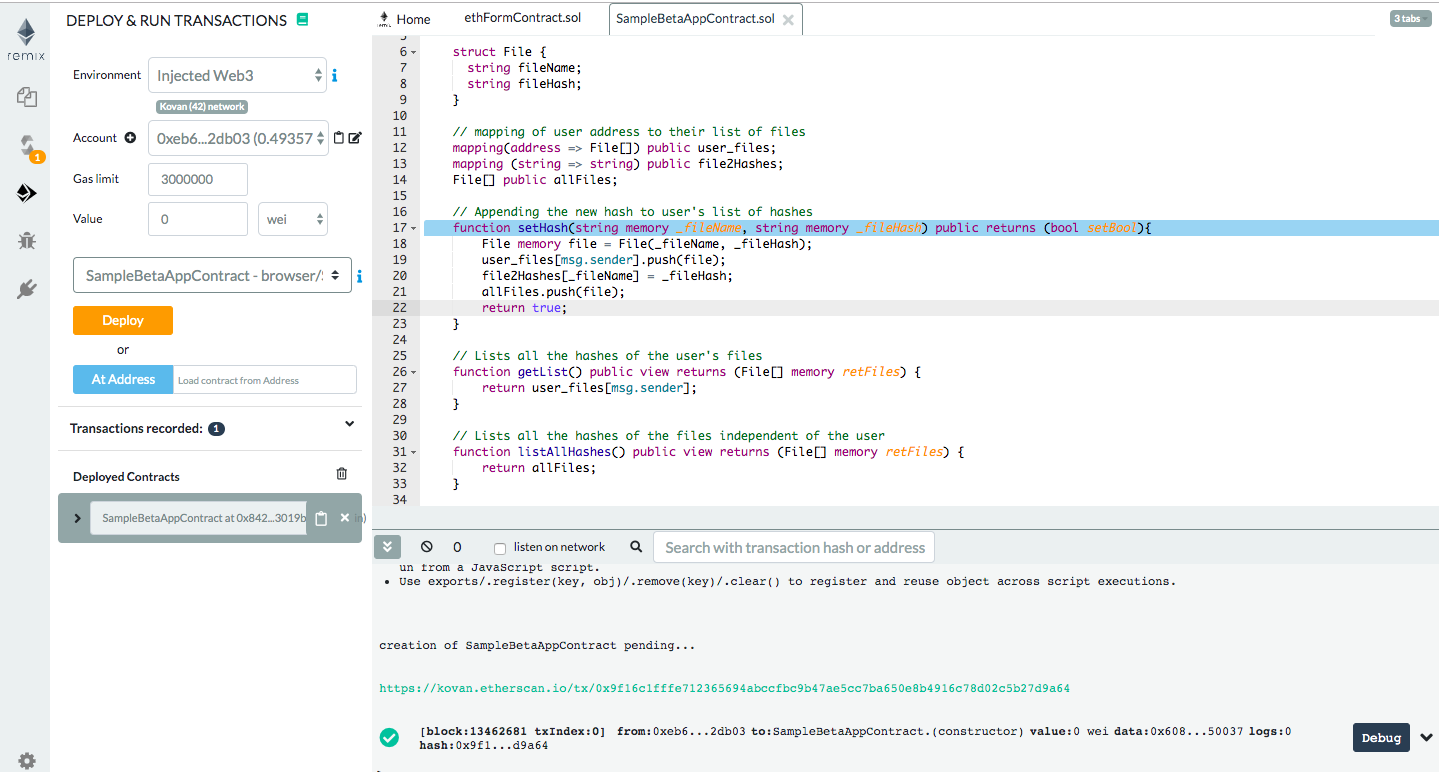 remix
1
DEPLOY & RUN TRANSACTIONS
Environment
Injected Web3
Kovan (42) network
Account
0xeb6...2db03 (0.49357
Gas limit
3000000
Value
0
wei
SampleBetaAppContract - browser/
Deploy
or
At Address
Load contract from Address
Transactions recorded: 1
Deployed Contracts
SampleBetaAppContract at 0x842...3019b
in)
Home
ethFormContract.sol
SampleBetaAppContract.sol
3 tabs
5
6 struct File {
7 string fileName;
8 string fileHash;
9 }
10
11 // mapping of user address to their list of files
12 mapping(address => File[]) public user_files;
13 mapping (string => string) public file2Hashes;
14 File[] public allFiles;
15
16 // Appending the new hash to user's list of hashes
17 function setHash(string memory _fileName, string memory _fileHash) public returns (bool setBool){
18 File memory file = File(_fileName, _fileHash);
19 user_files[msg.sender].push(file);
20 file2Hashes[_fileName] = _fileHash;
21 allFiles.push(file);
22 return true;
23 }
24
25 // Lists all the hashes of the user's files
26 function getList() public view returns (File[] memory retFiles) {
27 return user_files[msg.sender];
28 }
29
30 // Lists all the hashes of the files independent of the user
31 function listAllHashes() public view returns (File[] memory retFiles) {
32 return allFiles;
33 }
34
0
listen on network
Search with transaction hash or address
un from a JavaScript script.
• Use exports/.register(key, obj)/.remove(key)/.clear() to register and reuse object across script executions.
creation of SampleBetaAppContract pending...
https://kovan.etherscan.io/tx/0x9f16c1fffe712365694abccfbc9b47ae5cc7ba650e8b4916c78d02c5b27d9a64
[block:13462681 txIndex:0] from:0xeb6...2db03 to:SampleBetaAppContract.(constructor) value:0 wei data:0x608...50037 logs:0
hash:0x9f1...d9a64
Debug